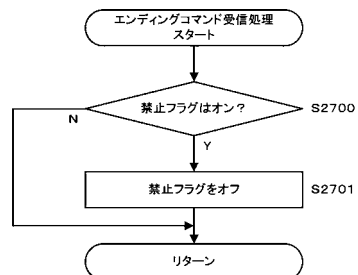 エンディングコマンド受信処理
スタート
禁止フラグはオン？
S2700
N
Y
禁止フラグをオフ
S2701
リターン